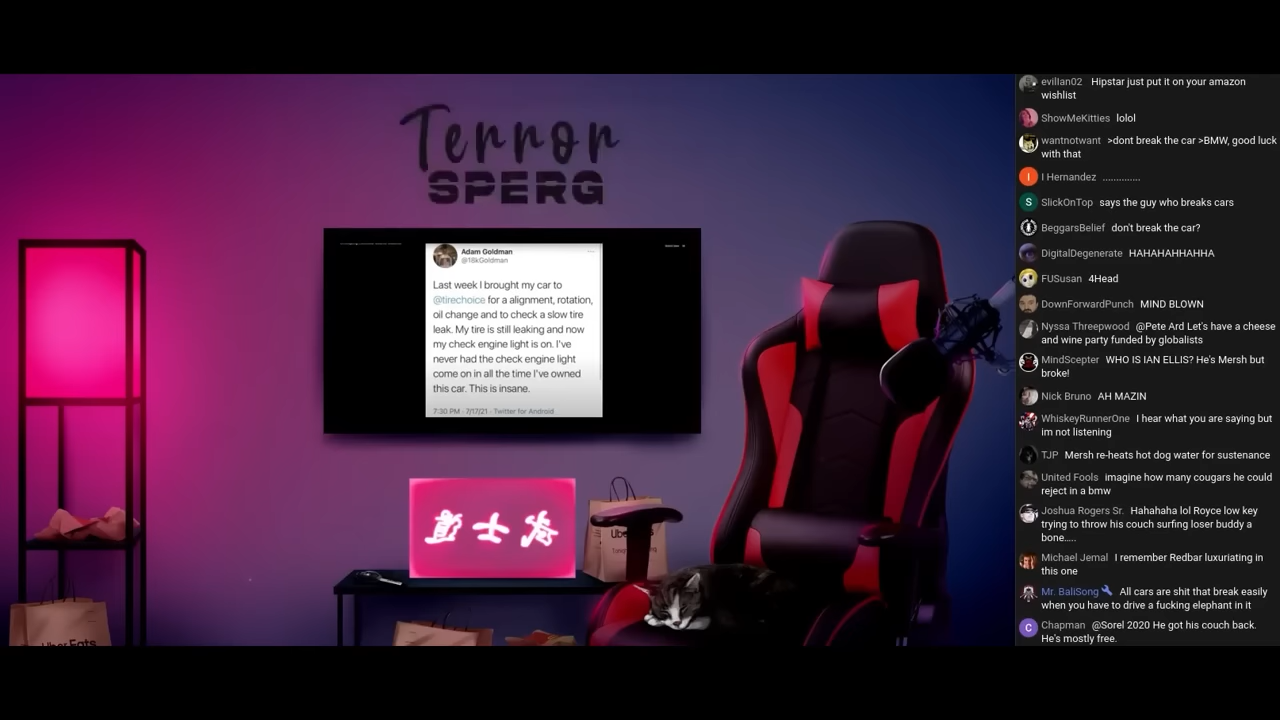 Terror
SPERG
Adam Goldman
@18kGoldman
Last week I brought my car to
@tirechoice for a alignment, rotation,
oil change and to check a slow tire
leak. My tire is still leaking and now
my check engine light is on. I've
never had the check engine light
come on in all the time I've owned
this car. This is insane.
7:30 PM · 7/17/21 · Twitter for Android
Uber Eats
evilIan02 Hipstar just put it on your amazon
wishlist
ShowMeKitties lolol
wantnotwant >dont break the car >BMW, good luck
with that
I
I Hernandez ..............
S
SlickOnTop says the guy who breaks cars
BeggarsBelief don't break the car?
DigitalDegenerate HAHAHAHHAHHA
FUSusan 4Head
DownForwardPunch MIND BLOWN
Nyssa Threepwood @Pete Ard Let's have a cheese
and wine party funded by globalists
MindScepter WHO IS IAN ELLIS? He's Mersh but
broke!
Nick Bruno AH MAZIN
WhiskeyRunnerOne I hear what you are saying but
im not listening
TJP Mersh re-heats hot dog water for sustenance
United Fools imagine how many cougars he could
reject in a bmw
Joshua Rogers Sr. Hahahaha lol Royce low key
trying to throw his couch surfing loser buddy a
bone.....
Michael Jernal I remember Redbar luxuriating in
this one
Mr. BaliSong All cars are shit that break easily
when you have to drive a fucking elephant in it
C
Chapman @Sorel 2020 He got his couch back.
He's mostly free.